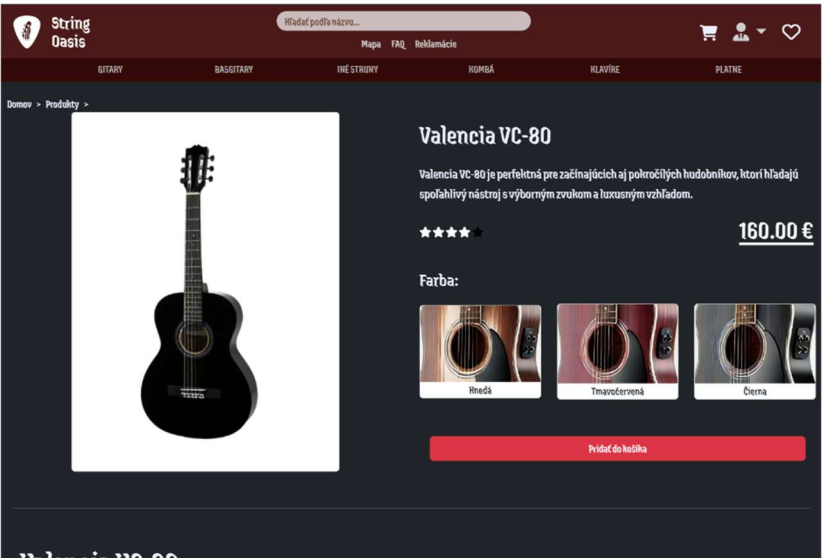 String
Oasis
Hľadať podľa názvu...
Mapa FAQ Reklamácie
GITARY BASGITARY INÉ STRUNY KOMBÁ KLAVÍRE PLATNE
Domov > Produkty >
Valencia VC-80
Valencia VC-80 je perfektná pre začínajúcich aj pokročilých hudobníkov, ktorí hľadajú
spoľahlivý nástroj s výborným zvukom a luxusným vzhľadom.
160.00 €
Farba:
Hnedá Tmavočervená Čierna
Pridať do košíka